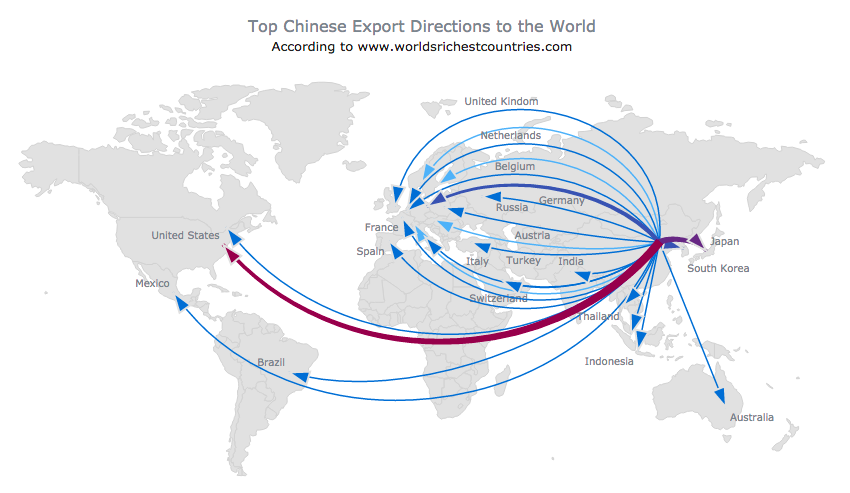 Top Chinese Export Directions to the World
According to www.worldsrichestcountries.com
United Kindom
Netherlands
Belgium
Germany
Russia
France
United States
Austria
Japan
Spain
Italy
Turkey
India
South Korea
Mexico
Switzerland
Thailand
Brazil
Indonesia
Australia